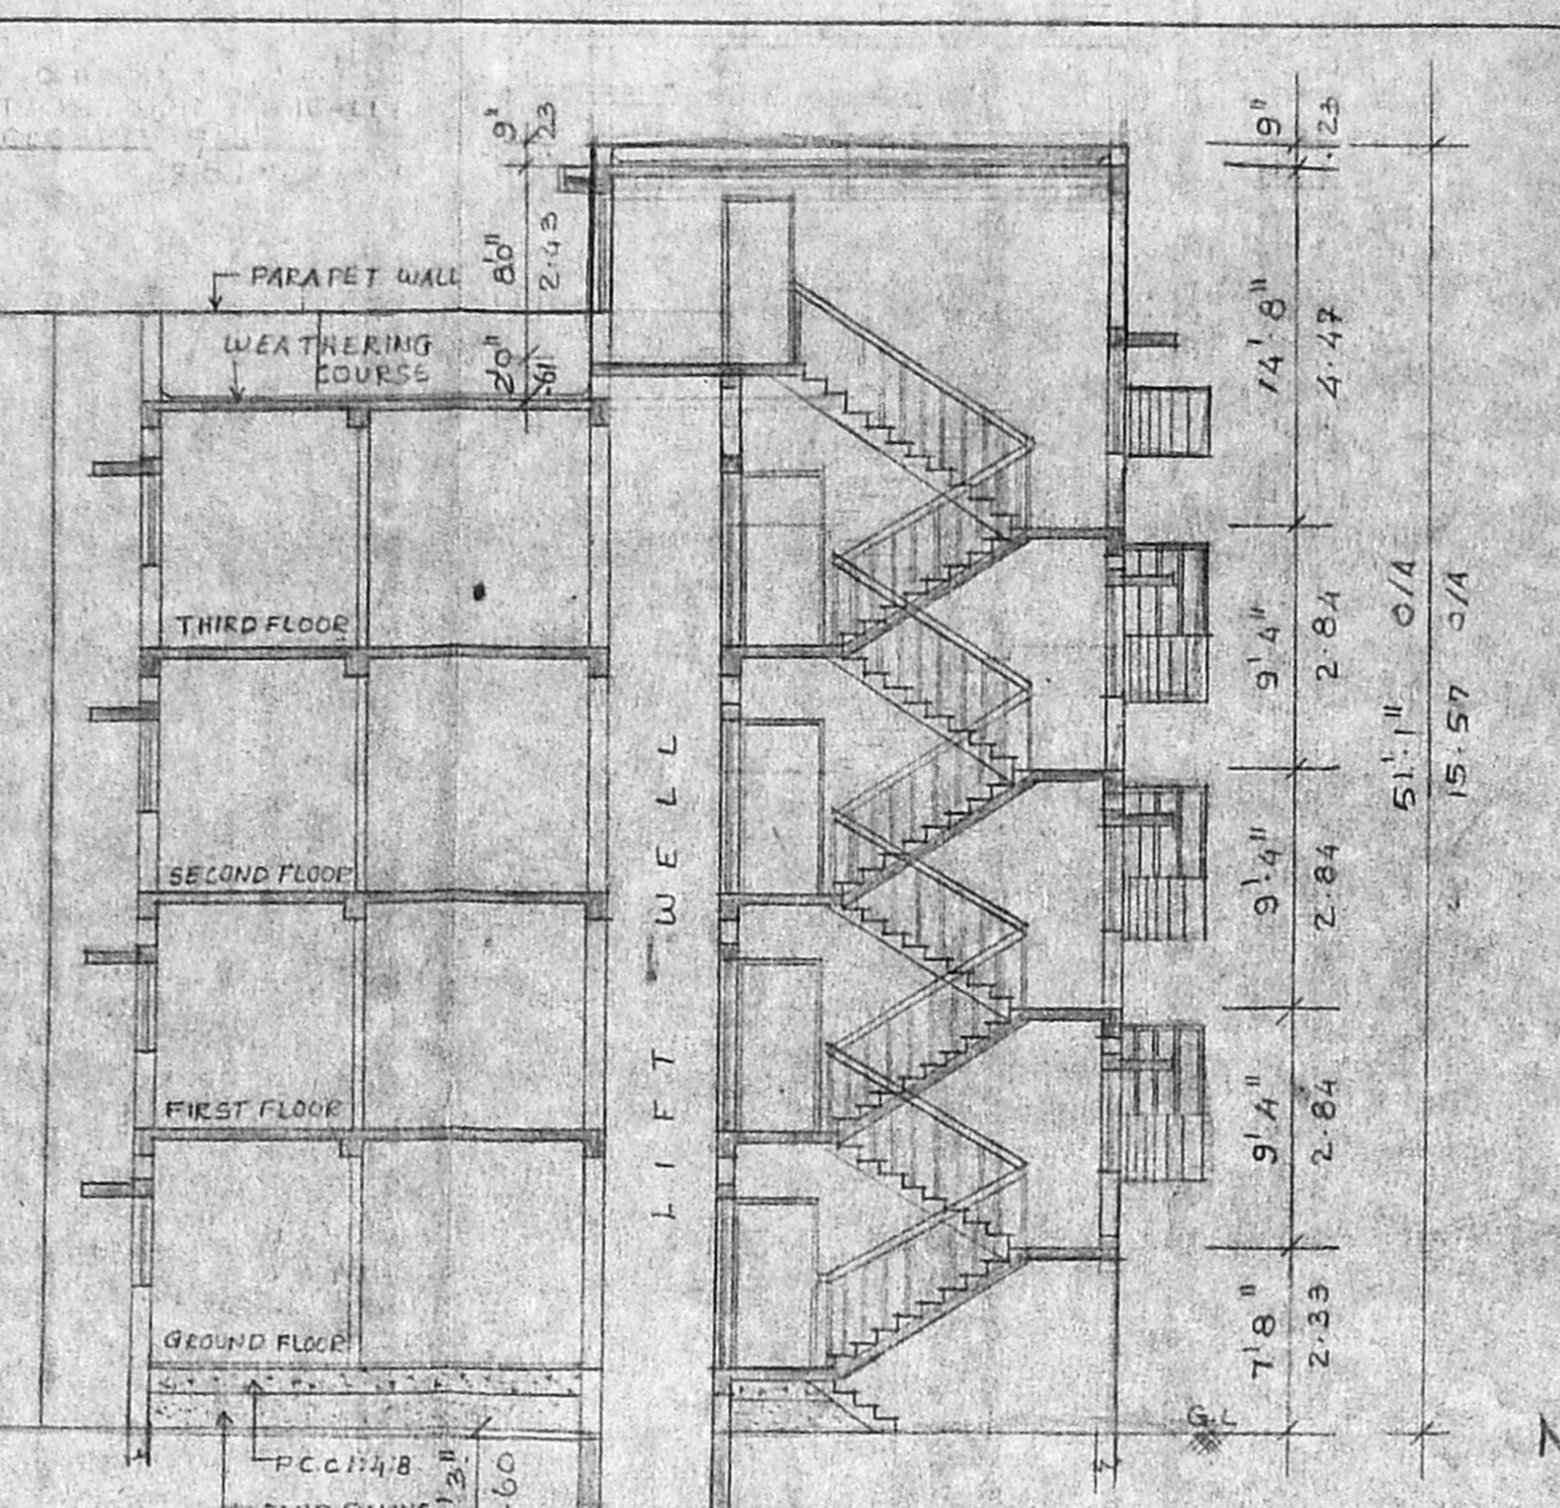 9"
.23
9"
.23
8'0"
2.43
PARAPET WALL
WEATHERING
COURSE
2'0"
.61
14'.8"
4.47
THIRD FLOOR
9'4"
2.84
51'.1" O/A
15.57 O/A
SECOND FLOOR
9'.4"
2.84
LIFT WELL
FIRST FLOOR
9'4"
2.84
GROUND FLOOR
7'8"
2.33
G.L
P.C.C 1:4:8
.60